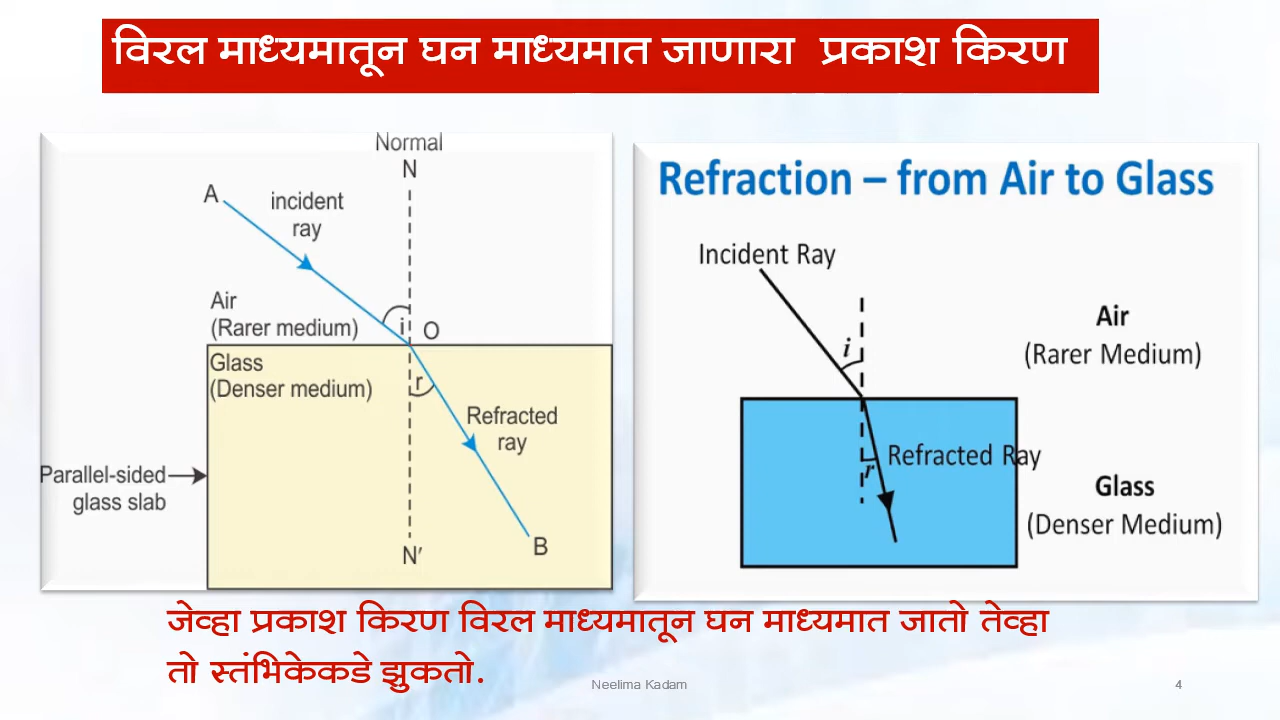 विरल माध्यमातून घन माध्यमात जाणारा प्रकाश किरण
Normal
N
A
incident
ray
Air
(Rarer medium)
i
O
Glass
(Denser medium)
r
Refracted
ray
Parallel-sided
glass slab
N'
B
Refraction – from Air to Glass
Incident Ray
i
Air
(Rarer Medium)
Refracted Ray
r
Glass
(Denser Medium)
जेव्हा प्रकाश किरण विरल माध्यमातून घन माध्यमात जातो तेव्हा
तो स्तंभिकेकडे झुकतो.
Neelima Kadam
4